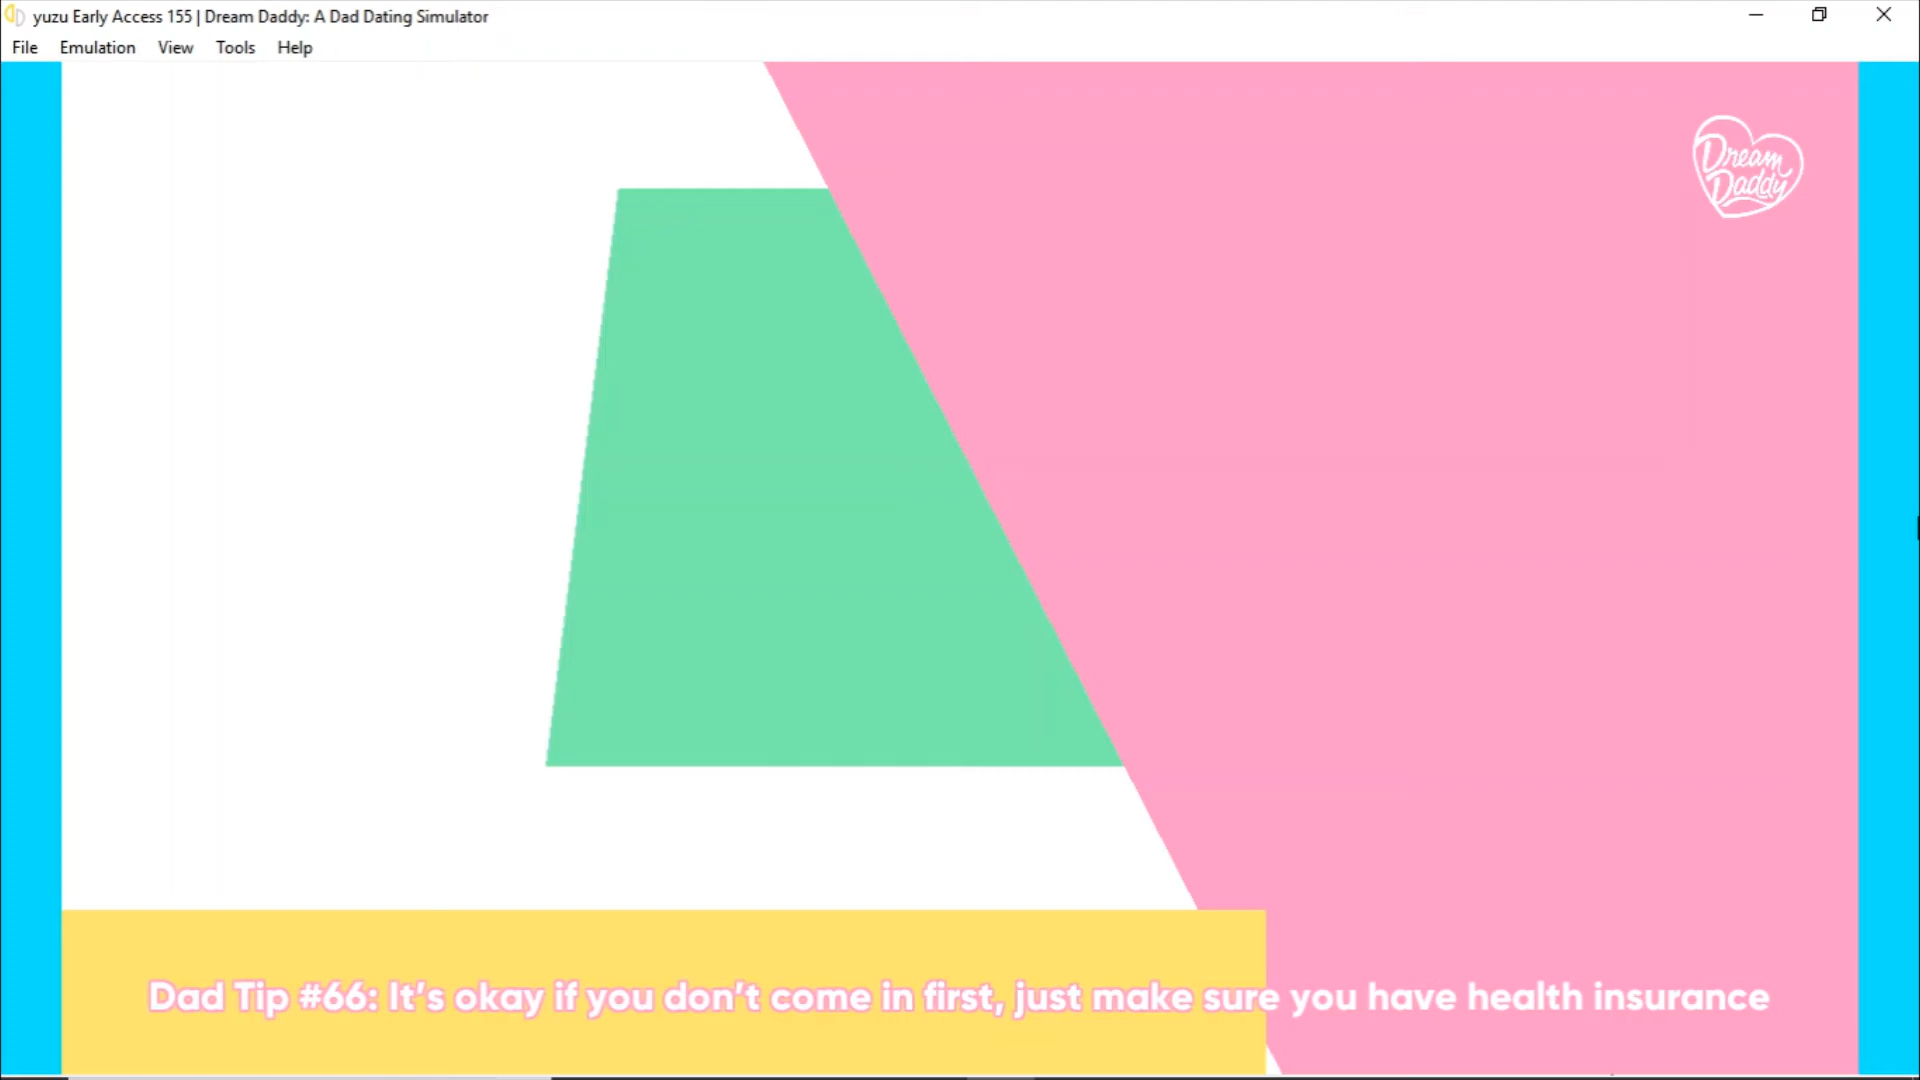 yuzu Early Access 155 | Dream Daddy: A Dad Dating Simulator
File Emulation View Tools Help
Dream
Daddy
Dad Tip #66: It's okay if you don't come in first, just make sure you have health insurance